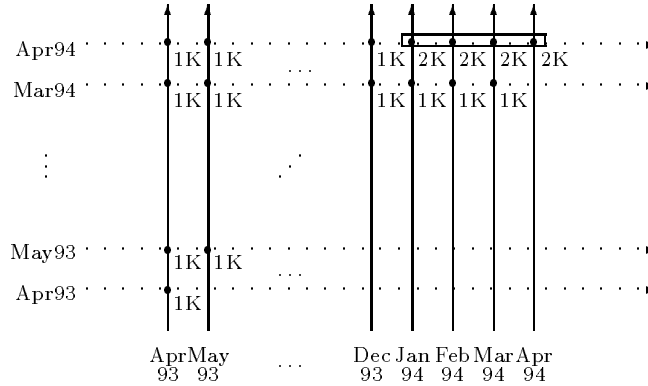 Apr94
1K 1K ... 1K 2K 2K 2K 2K
Mar94
1K 1K 1K 1K 1K 1K
May93
1K 1K ...
Apr93
1K
Apr May ... Dec Jan Feb Mar Apr
93 93 93 94 94 94 94